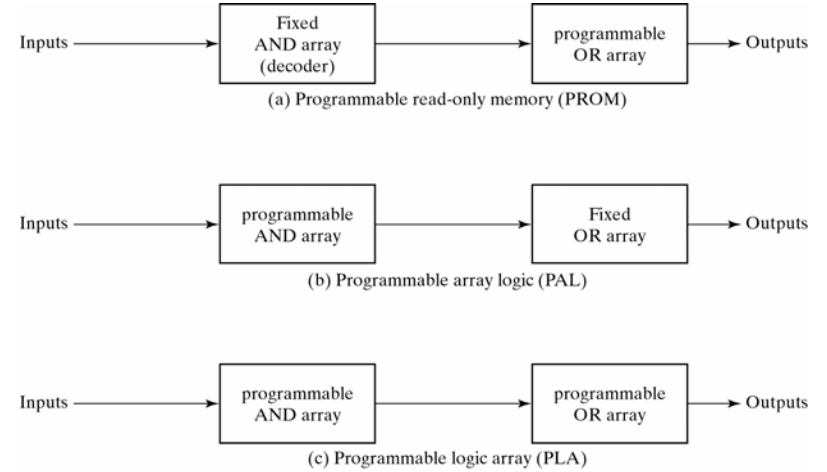 Inputs
Fixed
AND array
(decoder)
programmable
OR array
Outputs
(a) Programmable read-only memory (PROM)
Inputs
programmable
AND array
Fixed
OR array
Outputs
(b) Programmable array logic (PAL)
Inputs
programmable
AND array
programmable
OR array
Outputs
(c) Programmable logic array (PLA)